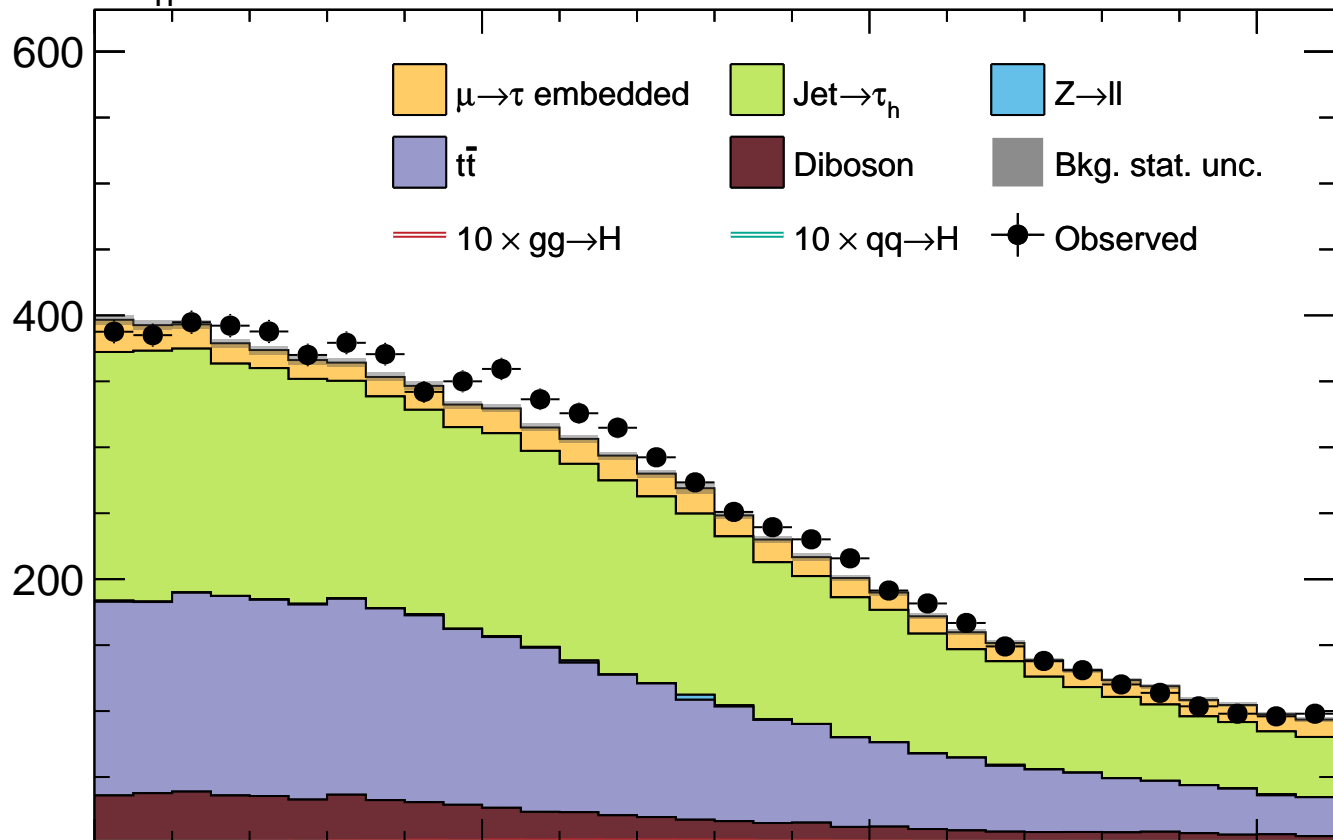 600
μ→τ embedded Jet→τh Z→ll
tt̄ Diboson Bkg. stat. unc.
10 × gg→H 10 × qq→H Observed
400
200